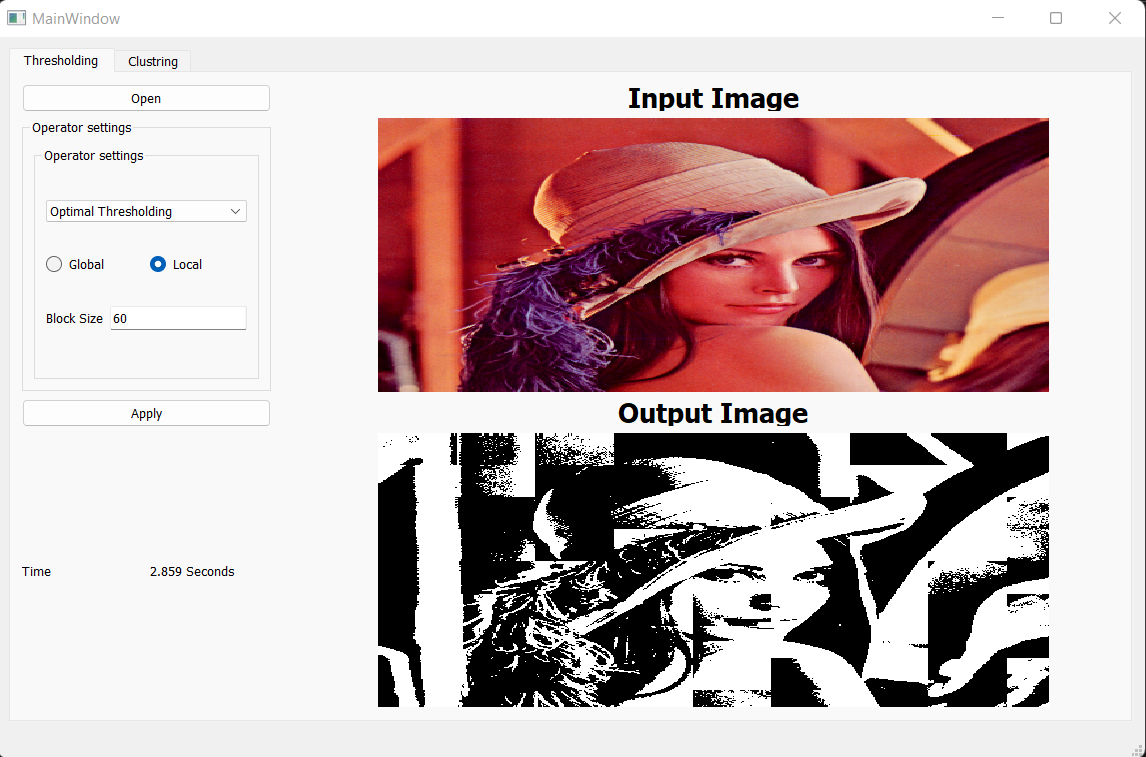 MainWindow
Thresholding
Clustring
Open
Operator settings
Operator settings
Optimal Thresholding
Global
Local
Block Size 60
Apply
Time 2.859 Seconds
Input Image
Output Image